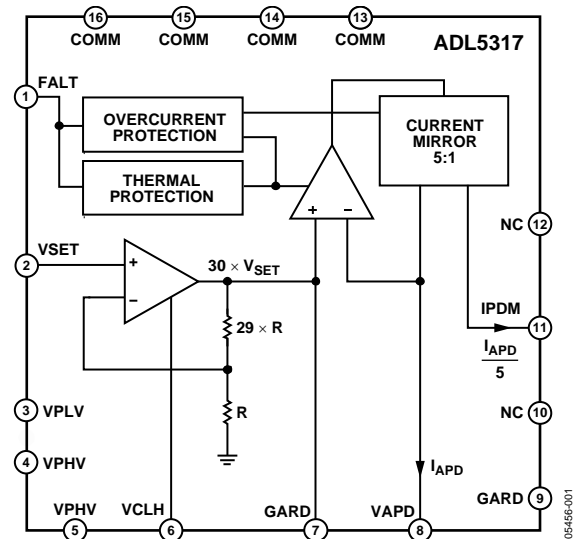 16
COMM
15
COMM
14
COMM
13
COMM
ADL5317
1
FALT
OVERCURRENT
PROTECTION
CURRENT
MIRROR
5:1
THERMAL
PROTECTION
+
–
NC
12
2
VSET
+
–
30 × VSET
29 × R
IPDM
11
IAPD
5
R
3
VPLV
NC
10
4
VPHV
IAPD
GARD
9
VPHV
VCLH
GARD
VAPD
5
6
7
8
05456-001